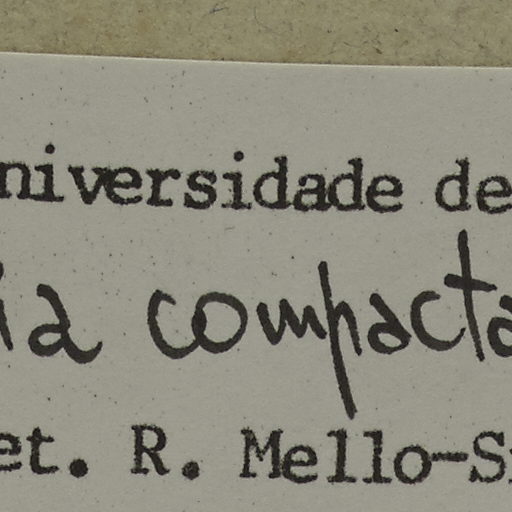 niversidade de
ia compacta
et. R. Mello-S